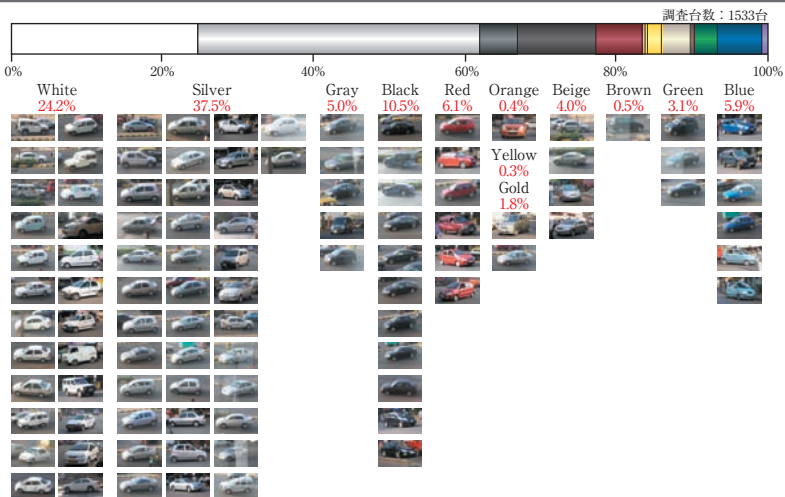 調査台数：1533台
0% 20% 40% 60% 80% 100%
White Silver Gray Black Red Orange Beige Brown Green Blue
24.2% 37.5% 5.0% 10.5% 6.1% 0.4% 4.0% 0.5% 3.1% 5.9%
Yellow
0.3%
Gold
1.8%